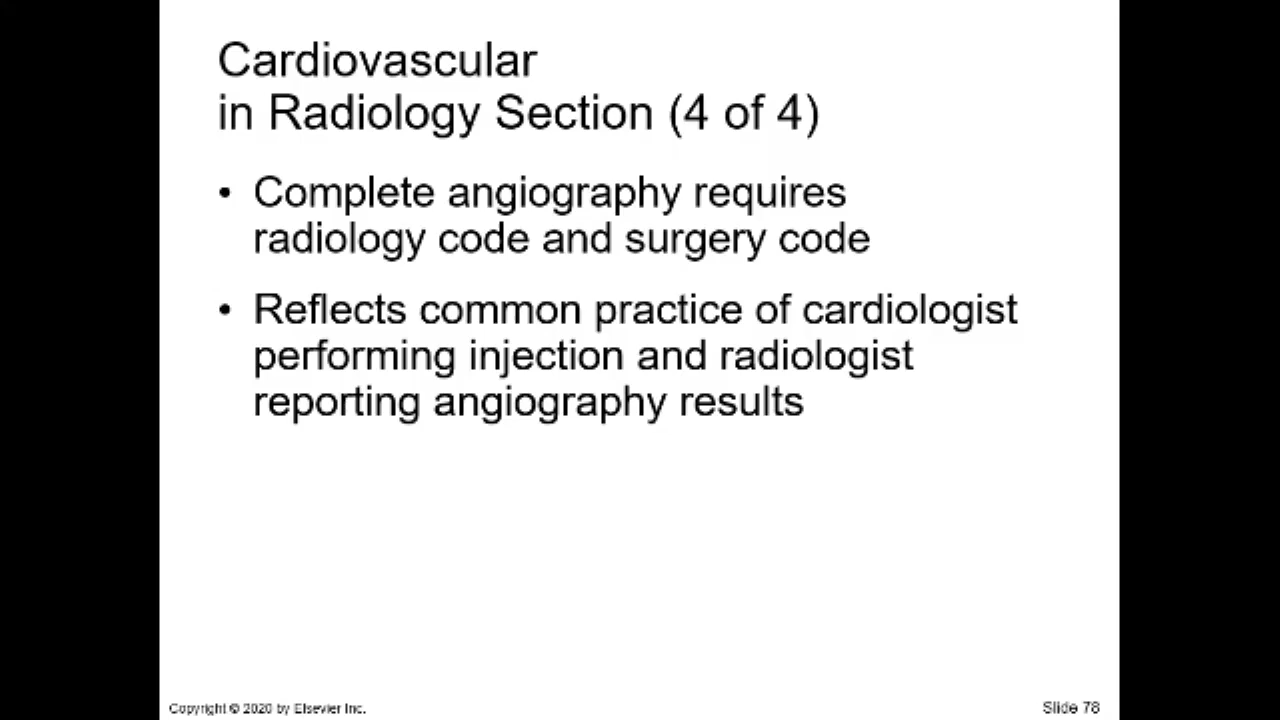 Cardiovascular
in Radiology Section (4 of 4)
• Complete angiography requires
radiology code and surgery code
• Reflects common practice of cardiologist
performing injection and radiologist
reporting angiography results
Copyright © 2020 by Elsevier Inc.
Slide 78